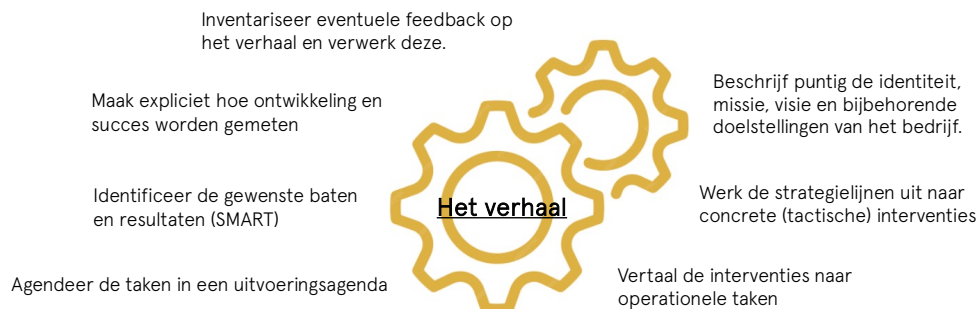 Inventariseer eventuele feedback op
het verhaal en verwerk deze.
Beschrijf puntig de identiteit,
missie, visie en bijbehorende
doelstellingen van het bedrijf.
Maak expliciet hoe ontwikkeling en
succes worden gemeten
Identificeer de gewenste baten
en resultaten (SMART)
Het verhaal
Werk de strategielijnen uit naar
concrete (tactische) interventies
Agendeer de taken in een uitvoeringsagenda
Vertaal de interventies naar
operationele taken